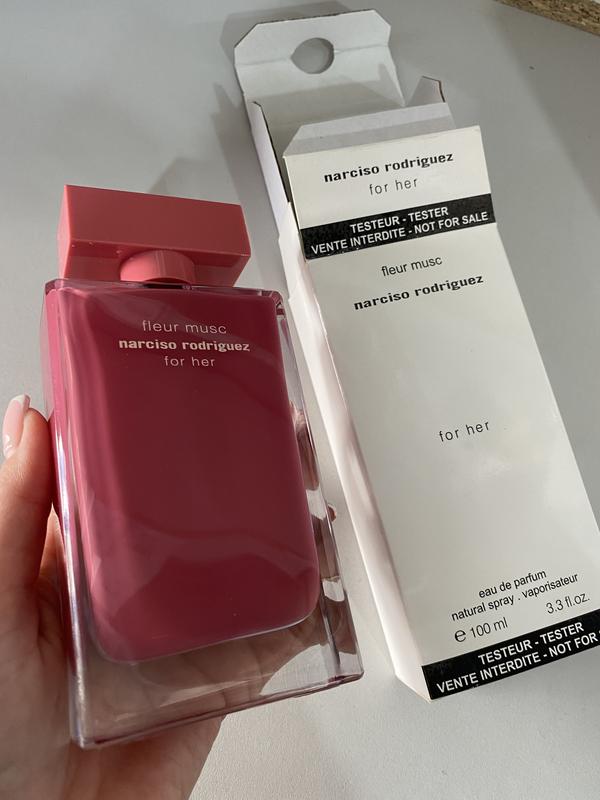 fleur musc
narciso rodriguez
for her
narciso rodriguez
for her
TESTEUR - TESTER
VENTE INTERDITE - NOT FOR SALE
fleur musc
narciso rodriguez
for her
eau de parfum
natural spray . vaporisateur
℮ 100 ml 3.3 fl.oz.
TESTEUR - TESTER
VENTE INTERDITE - NOT FOR